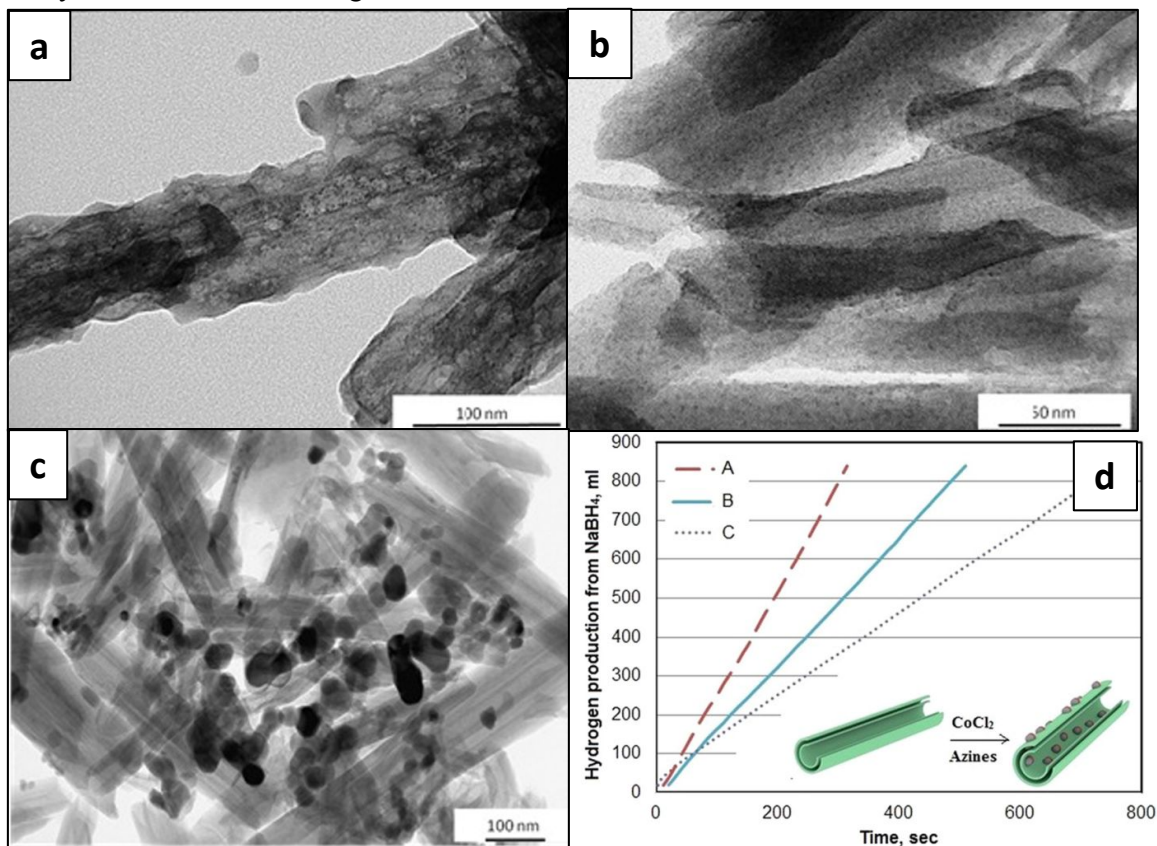 a
b
100 nm
50 nm
c
100 nm
d
Hydrogen production from NaBH₄, ml
900
800
700
600
500
400
300
200
100
0
A
B
C
CoCl₂
Azines
0
200
400
600
800
Time, sec